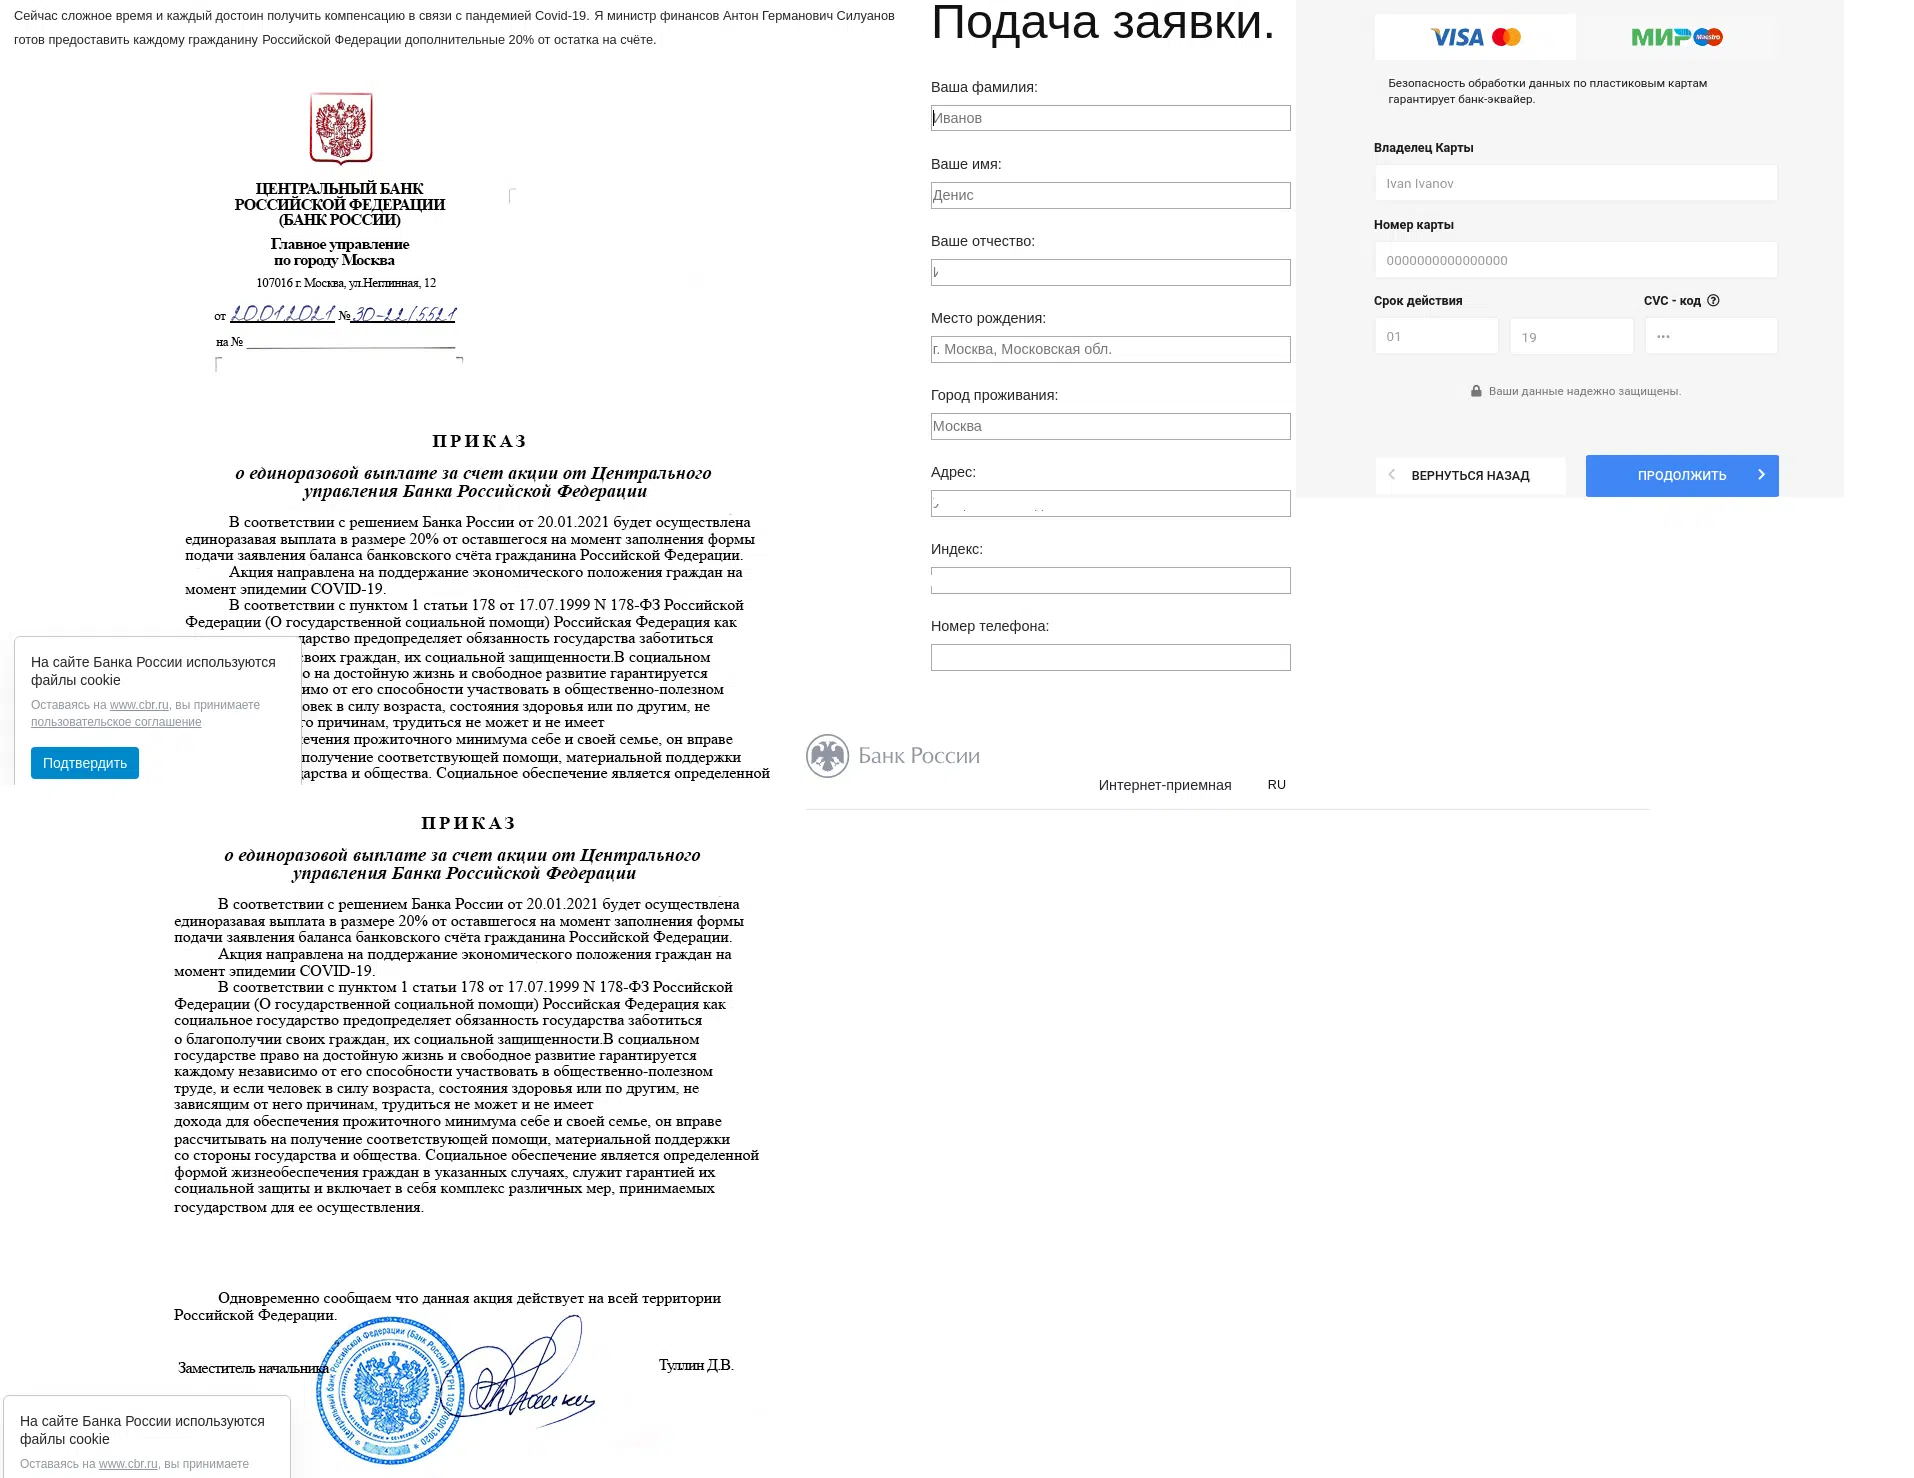 Сейчас сложное время и каждый достоин получить компенсацию в связи с пандемией Covid-19. Я министр финансов Антон Германович Силуанов
готов предоставить каждому гражданину Российской Федерации дополнительные 20% от остатка на счёте.
ЦЕНТРАЛЬНЫЙ БАНК
РОССИЙСКОЙ ФЕДЕРАЦИИ
(БАНК РОССИИ)
Главное управление
по городу Москва
107016 г. Москва, ул.Неглинная, 12
от 20.01.2021 № 30-22/5521
на №
ПРИКАЗ
о единоразовой выплате за счет акции от Центрального
управления Банка Российской Федерации
В соответствии с решением Банка России от 20.01.2021 будет осуществлена
единоразавая выплата в размере 20% от оставшегося на момент заполнения формы
подачи заявления баланса банковского счёта гражданина Российской Федерации.
Акция направлена на поддержание экономического положения граждан на
момент эпидемии COVID-19.
В соответствии с пунктом 1 статьи 178 от 17.07.1999 N 178-ФЗ Российской
Федерации (О государственной социальной помощи) Российская Федерация как
дарство предопределяет обязанность государства заботиться
своих граждан, их социальной защищенности.В социальном
о на достойную жизнь и свободное развитие гарантируется
имо от его способности участвовать в общественно-полезном
овек в силу возраста, состояния здоровья или по другим, не
го причинам, трудиться не может и не имеет
ечения прожиточного минимума себе и своей семье, он вправе
получение соответствующей помощи, материальной поддержки
дарства и общества. Социальное обеспечение является определенной
На сайте Банка России используются
файлы cookie
Оставаясь на www.cbr.ru, вы принимаете
пользовательское соглашение
Подтвердить
ПРИКАЗ
о единоразовой выплате за счет акции от Центрального
управления Банка Российской Федерации
В соответствии с решением Банка России от 20.01.2021 будет осуществлена
единоразавая выплата в размере 20% от оставшегося на момент заполнения формы
подачи заявления баланса банковского счёта гражданина Российской Федерации.
Акция направлена на поддержание экономического положения граждан на
момент эпидемии COVID-19.
В соответствии с пунктом 1 статьи 178 от 17.07.1999 N 178-ФЗ Российской
Федерации (О государственной социальной помощи) Российская Федерация как
социальное государство предопределяет обязанность государства заботиться
о благополучии своих граждан, их социальной защищенности.В социальном
государстве право на достойную жизнь и свободное развитие гарантируется
каждому независимо от его способности участвовать в общественно-полезном
труде, и если человек в силу возраста, состояния здоровья или по другим, не
зависящим от него причинам, трудиться не может и не имеет
дохода для обеспечения прожиточного минимума себе и своей семье, он вправе
рассчитывать на получение соответствующей помощи, материальной поддержки
со стороны государства и общества. Социальное обеспечение является определенной
формой жизнеобеспечения граждан в указанных случаях, служит гарантией их
социальной защиты и включает в себя комплекс различных мер, принимаемых
государством для ее осуществления.
Одновременно сообщаем что данная акция действует на всей территории
Российской Федерации.
Заместитель начальника
Туллин Д.В.
На сайте Банка России используются
файлы cookie
Оставаясь на www.cbr.ru, вы принимаете
Подача заявки.
Ваша фамилия:
Иванов
Ваше имя:
Денис
Ваше отчество:
Место рождения:
г. Москва, Московская обл.
Город проживания:
Москва
Адрес:
Индекс:
Номер телефона:
Банк России
Интернет-приемная
RU
VISA
МИР
Maestro
Безопасность обработки данных по пластиковым картам
гарантирует банк-эквайер.
Владелец Карты
Ivan Ivanov
Номер карты
0000000000000000
Срок действия
CVC - код
01
19
•••
Ваши данные надежно защищены.
ВЕРНУТЬСЯ НАЗАД
ПРОДОЛЖИТЬ